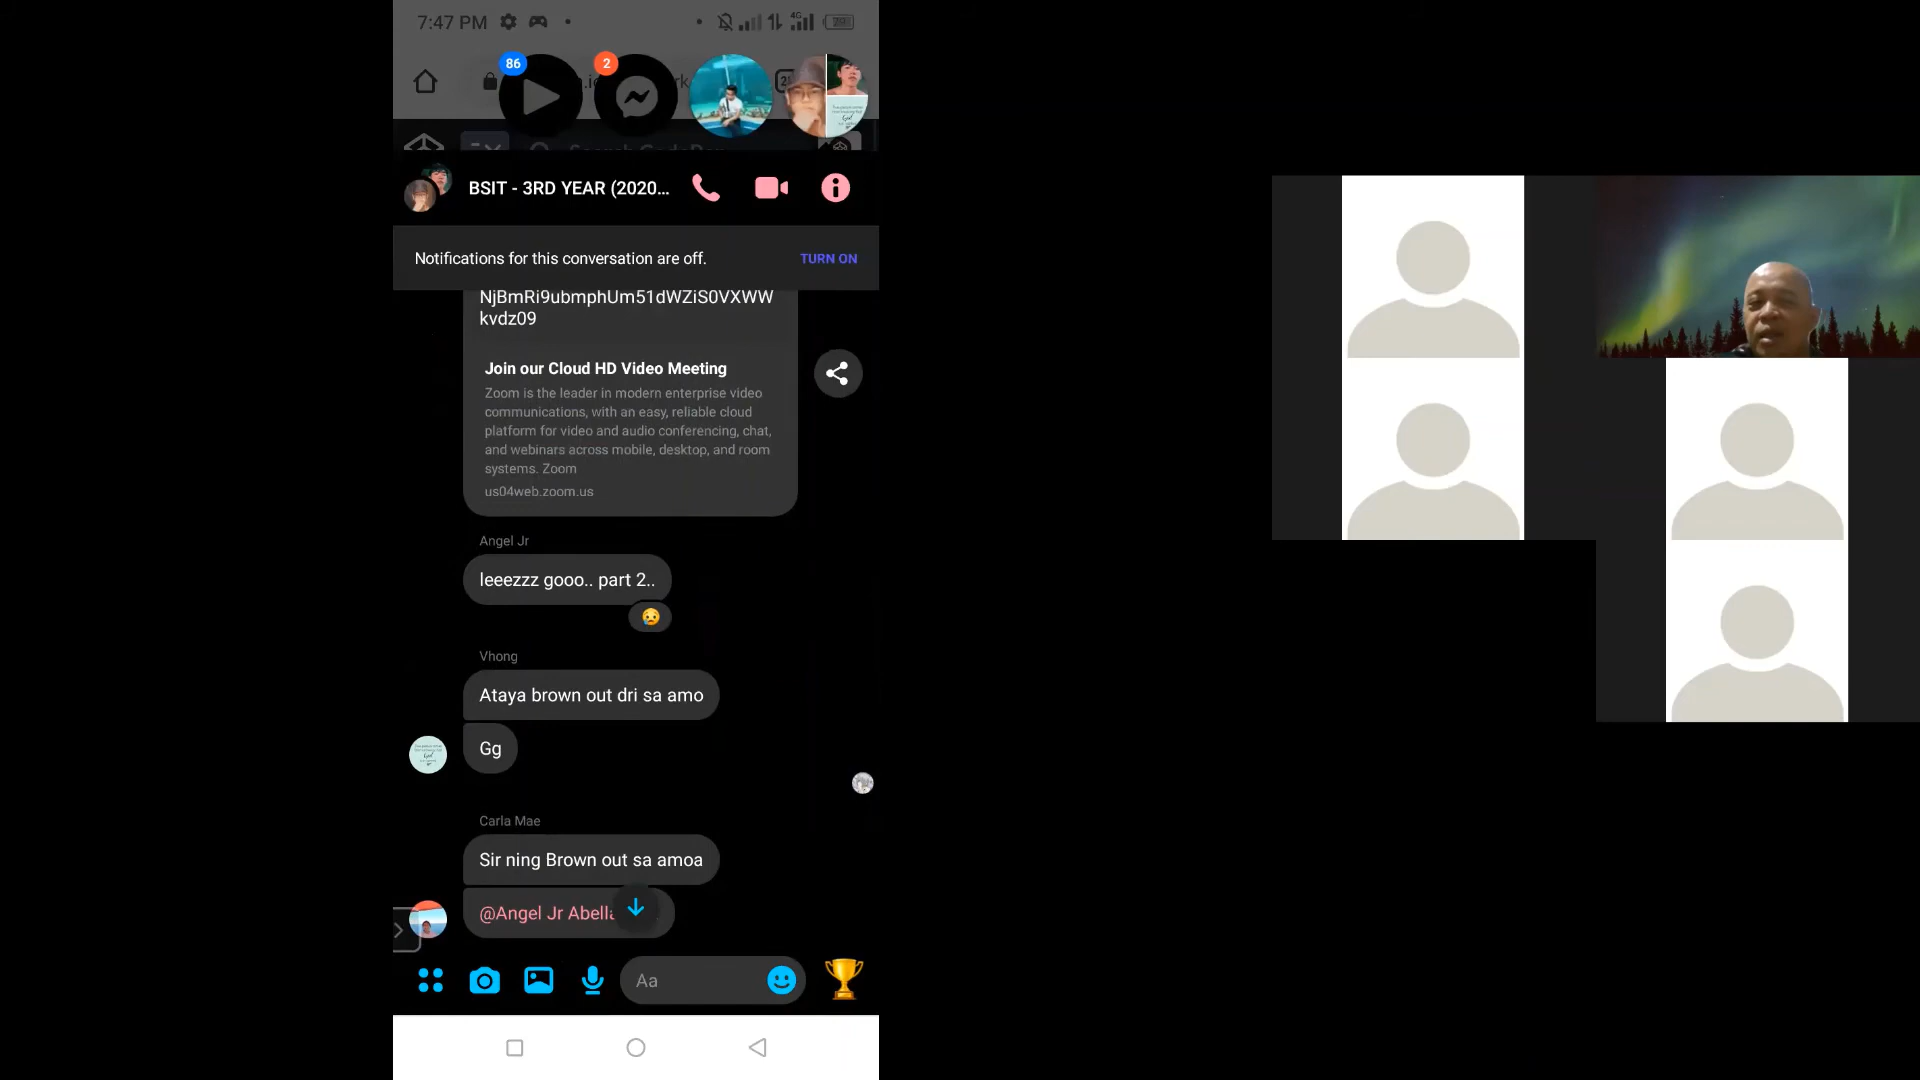 7:47 PM
4G
86
2
BSIT - 3RD YEAR (2020...
Notifications for this conversation are off.
TURN ON
NjBmRi9ubmphUm51dWZiS0VXWW
kvdz09
Join our Cloud HD Video Meeting
Zoom is the leader in modern enterprise video
communications, with an easy, reliable cloud
platform for video and audio conferencing, chat,
and webinars across mobile, desktop, and room
systems. Zoom
us04web.zoom.us
Angel Jr
leeezzz gooo.. part 2..
Vhong
Ataya brown out dri sa amo
Gg
Carla Mae
Sir ning Brown out sa amoa
@Angel Jr Abella
Aa